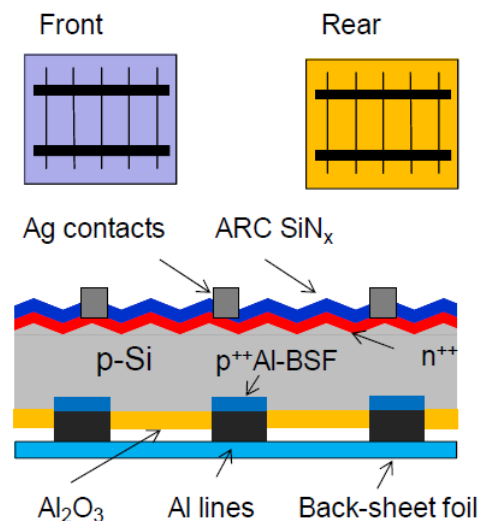 Front
Rear
Ag contacts
ARC SiNₓ
p-Si
p⁺⁺Al-BSF
n⁺⁺
Al₂O₃
Al lines
Back-sheet foil